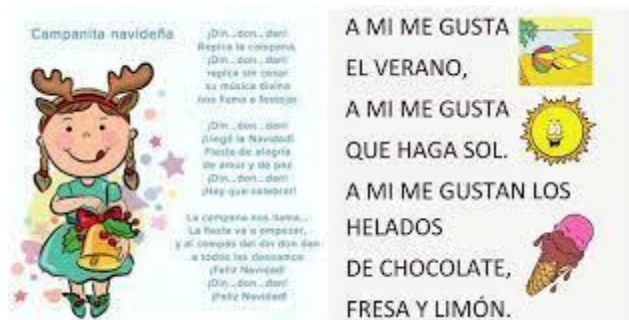 Campanita navideña
¡Din...don...dan!
Repica la campana,
¡Din...don...dan!
repica sin cesar
su música divina
nos llama a festejar.
¡Din...don...dan!
¡Llegó la Navidad!
Fiesta de alegría
de amor y de paz
¡Din...don...dan!
¡Hay que celebrar!
La campana nos llama...
La fiesta va a empezar,
y al compás del din don dan
a todos les deseamos
¡Feliz Navidad!
¡Din...don...dan!
¡Feliz Navidad!
A MI ME GUSTA
EL VERANO,
A MI ME GUSTA
QUE HAGA SOL.
A MI ME GUSTAN LOS
HELADOS
DE CHOCOLATE,
FRESA Y LIMÓN.